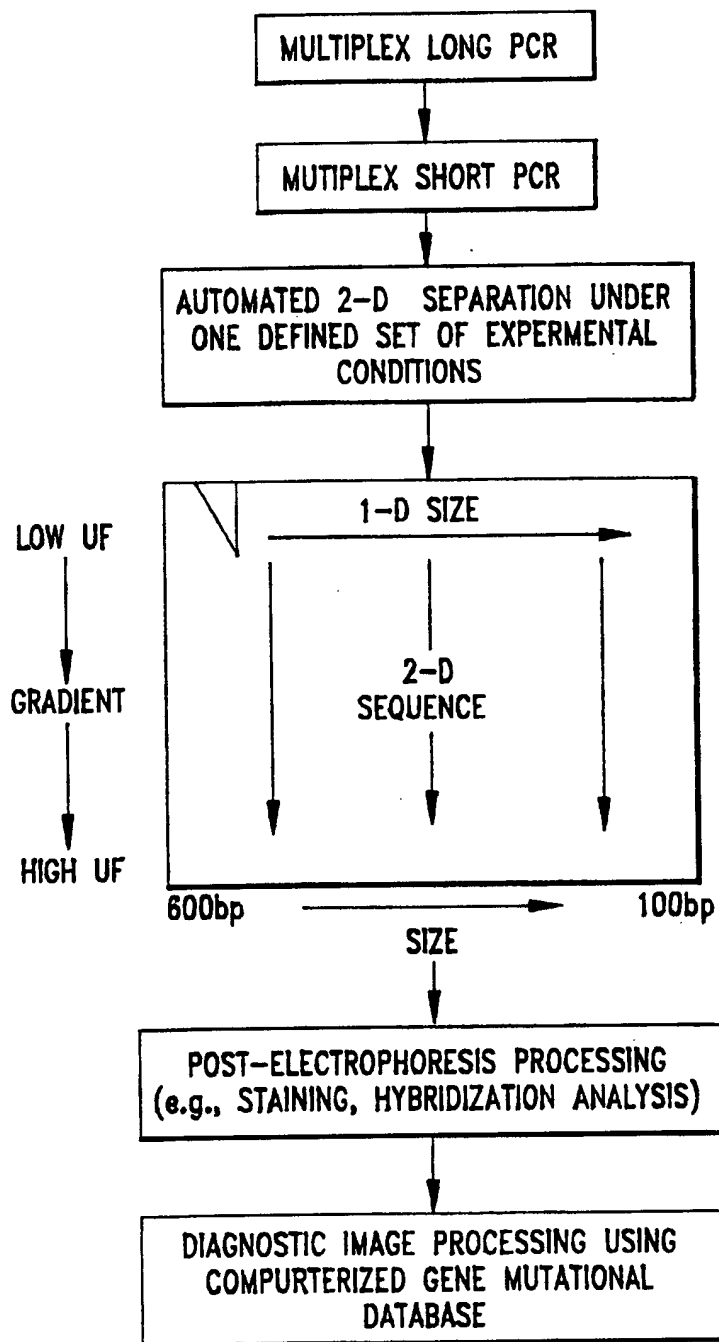 MULTIPLEX LONG PCR
MUTIPLEX SHORT PCR
AUTOMATED 2-D SEPARATION UNDER
ONE DEFINED SET OF EXPERMENTAL
CONDITIONS
1-D SIZE
LOW UF
2-D
SEQUENCE
GRADIENT
HIGH UF
600bp
100bp
SIZE
POST-ELECTROPHORESIS PROCESSING
(e.g., STAINING, HYBRIDIZATION ANALYSIS)
DIAGNOSTIC IMAGE PROCESSING USING
COMPURTERIZED GENE MUTATIONAL
DATABASE